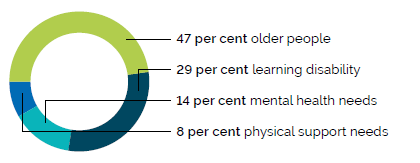 47 per cent older people
29 per cent learning disability
14 per cent mental health needs
8 per cent physical support needs